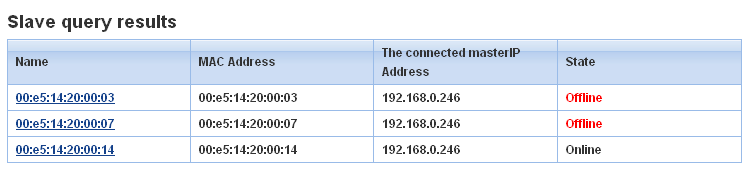 Slave query results
Name MAC Address The connected masterIP Address State
00:e5:14:20:00:03 00:e5:14:20:00:03 192.168.0.246 Offline
00:e5:14:20:00:07 00:e5:14:20:00:07 192.168.0.246 Offline
00:e5:14:20:00:14 00:e5:14:20:00:14 192.168.0.246 Online